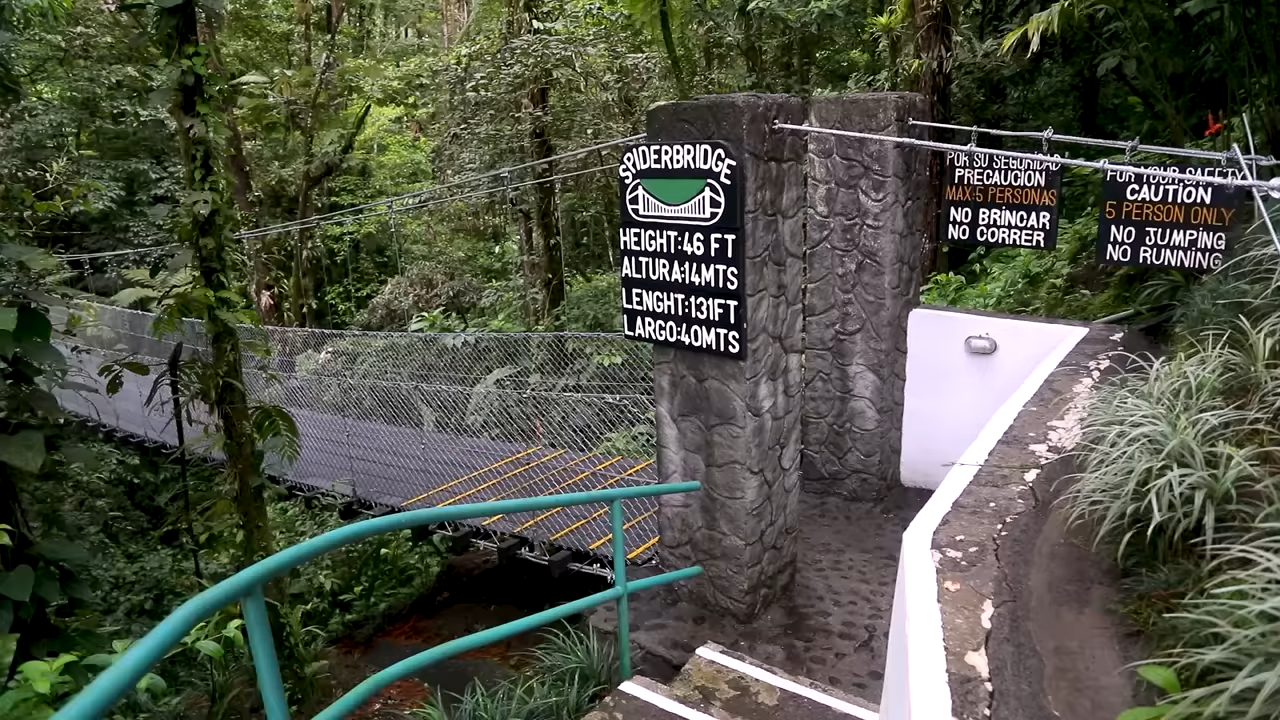 SPIDERBRIDGE
HEIGHT:46 FT
ALTURA:14MTS
LENGHT:131FT
LARGO:40MTS
POR SU SEGURIDAD
PRECAUCION
MAX 5 PERSONAS
NO BRINCAR
NO CORRER
FOR YOUR SAFETY
CAUTION
5 PERSON ONLY
NO JUMPING
NO RUNNING